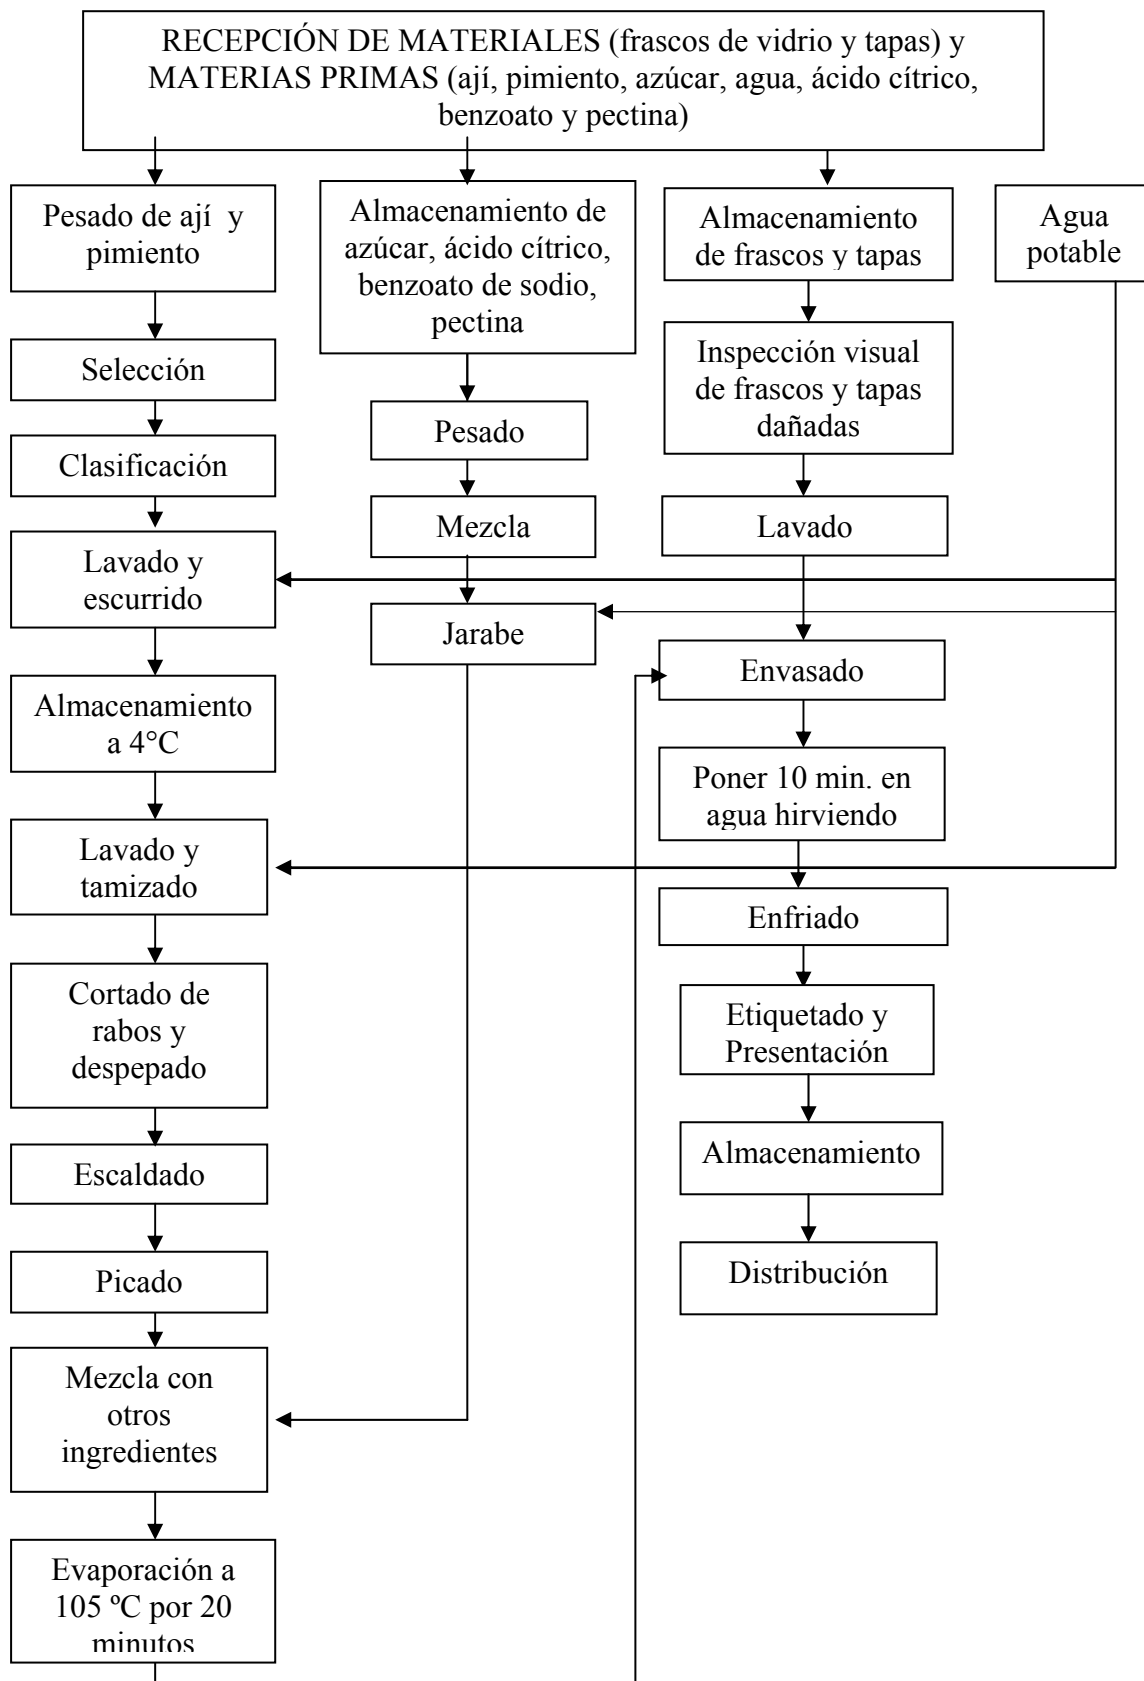 RECEPCIÓN DE MATERIALES (frascos de vidrio y tapas) y
MATERIAS PRIMAS (ají, pimiento, azúcar, agua, ácido cítrico,
benzoato y pectina)
Pesado de ají y
pimiento
Selección
Clasificación
Lavado y
escurrido
Almacenamiento
a 4°C
Lavado y
tamizado
Cortado de
rabos y
despepado
Escaldado
Picado
Mezcla con
otros
ingredientes
Evaporación a
105 ºC por 20
minutos
Almacenamiento de
azúcar, ácido cítrico,
benzoato de sodio,
pectina
Pesado
Mezcla
Jarabe
Almacenamiento
de frascos y tapas
Inspección visual
de frascos y tapas
dañadas
Lavado
Envasado
Poner 10 min. en
agua hirviendo
Enfriado
Etiquetado y
Presentación
Almacenamiento
Distribución
Agua
potable